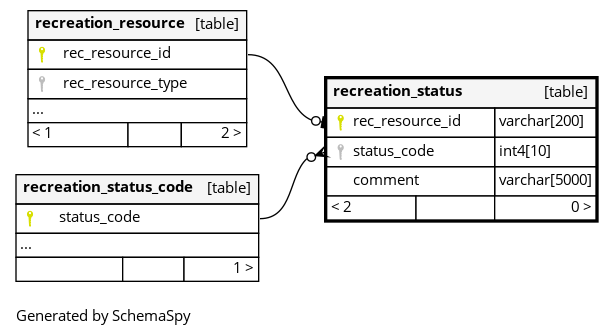 recreation_resource [table]
rec_resource_id
rec_resource_type
...
< 1 2 >
recreation_status [table]
rec_resource_id varchar[200]
status_code int4[10]
comment varchar[5000]
< 2 0 >
recreation_status_code [table]
status_code
...
1 >
Generated by SchemaSpy